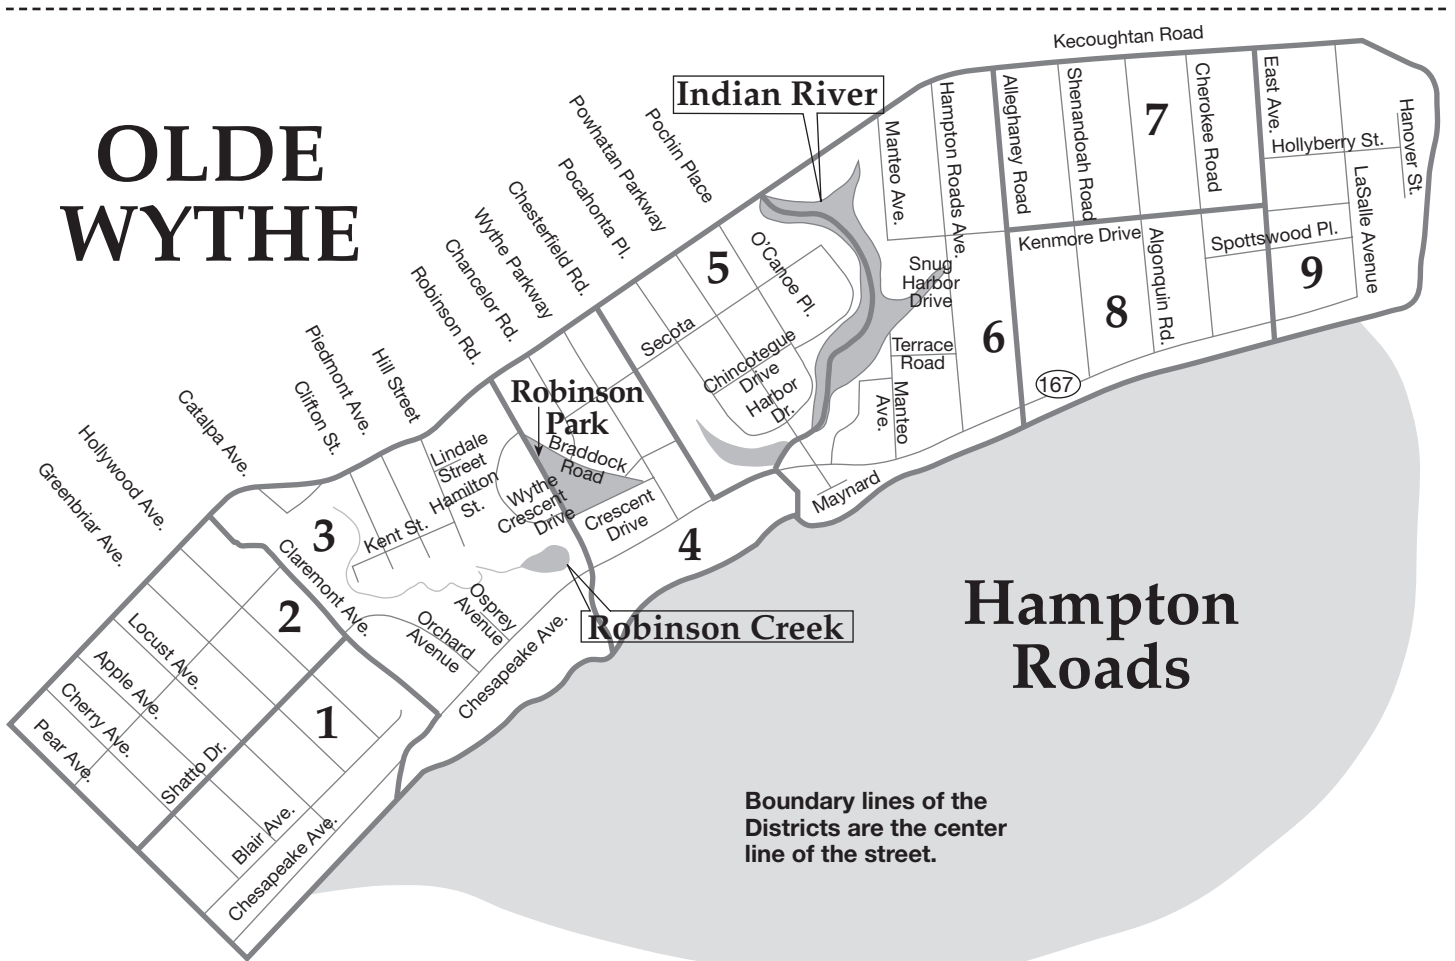 OLDE
WYTHE
Kecoughtan Road
Indian River
Pochin Place
Powhatan Parkway
Pocahonta Pl.
Chesterfield Rd.
Wythe Parkway
Chancelor Rd.
Robinson Rd.
Hill Street
Piedmont Ave.
Clifton St.
Catalpa Ave.
Hollywood Ave.
Greenbriar Ave.
Manteo Ave.
Hampton Roads Ave.
Alleghaney Road
Shenandoah Road
7
Cherokee Road
East Ave.
Hollyberry St.
Hanover St.
LaSalle Avenue
Kenmore Drive
Algonquin Rd.
Spottswood Pl.
9
8
6
167
Snug
Harbor
Drive
Terrace
Road
Manteo
Ave.
Maynard
5
O'Canoe Pl.
Secota
Chincotegue
Drive
Harbor
Dr.
Robinson
Park
Braddock
Road
Wythe
Crescent
Drive
Crescent
Drive
4
Lindale
Street
Hamilton
St.
Kent St.
3
Claremont Ave.
Osprey
Avenue
Orchard
Avenue
Chesapeake Ave.
Robinson Creek
2
Locust Ave.
Apple Ave.
Cherry Ave.
Pear Ave.
Shatto Dr.
1
Blair Ave.
Chesapeake Ave.
Hampton
Roads
Boundary lines of the
Districts are the center
line of the street.